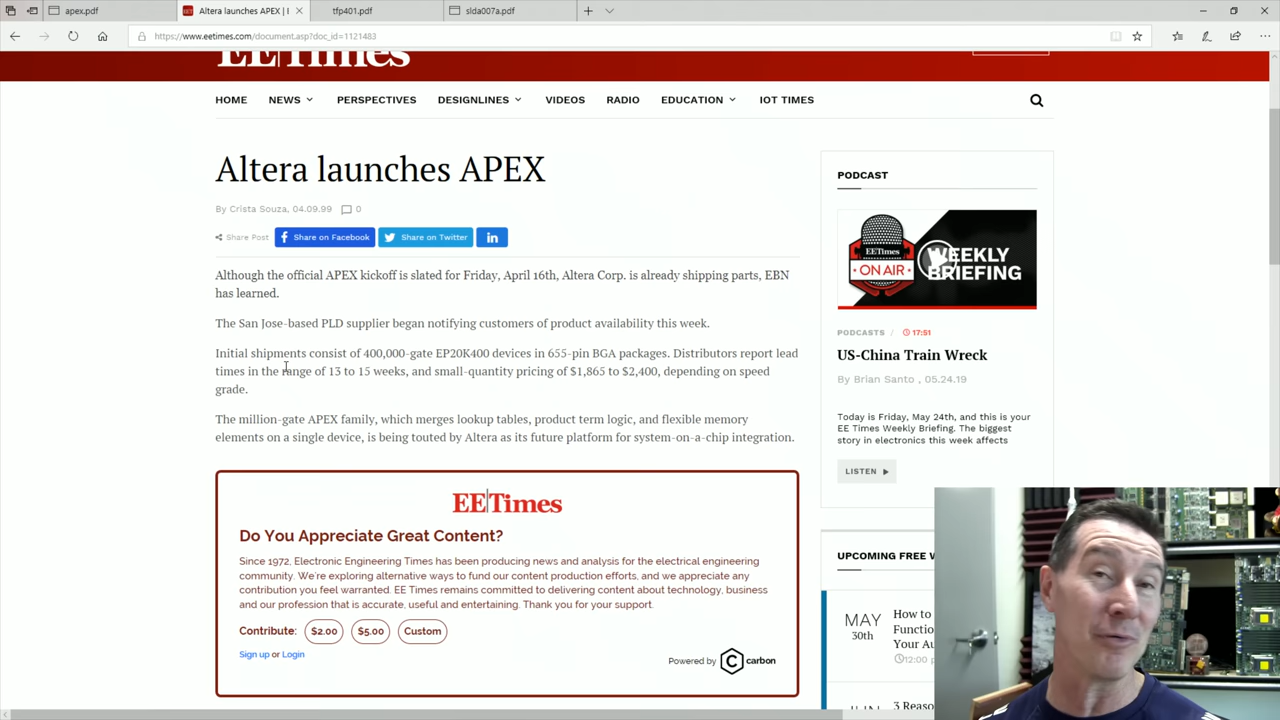 apex.pdf
Altera launches APEX | I
tfp401.pdf
slda007a.pdf
https://www.eetimes.com/document.asp?doc_id=1121483
EE|Times
HOME
NEWS
PERSPECTIVES
DESIGNLINES
VIDEOS
RADIO
EDUCATION
IOT TIMES
Altera launches APEX
By Crista Souza, 04.09.99 0
Share Post
Share on Facebook
Share on Twitter
in
Although the official APEX kickoff is slated for Friday, April 16th, Altera Corp. is already shipping parts, EBN
has learned.
The San Jose-based PLD supplier began notifying customers of product availability this week.
Initial shipments consist of 400,000-gate EP20K400 devices in 655-pin BGA packages. Distributors report lead
times in the range of 13 to 15 weeks, and small-quantity pricing of $1,865 to $2,400, depending on speed
grade.
The million-gate APEX family, which merges lookup tables, product term logic, and flexible memory
elements on a single device, is being touted by Altera as its future platform for system-on-a-chip integration.
EE|Times
Do You Appreciate Great Content?
Since 1972, Electronic Engineering Times has been producing news and analysis for the electrical engineering
community. We're exploring alternative ways to fund our content production efforts, and we appreciate any
contribution you feel warranted. EE Times remains committed to delivering content about technology, business
and our profession that is accurate, useful and entertaining. Thank you for your support.
Contribute: $2.00 $5.00 Custom
Sign up or Login
Powered by C carbon
PODCAST
EETimes
ON AIR
WEEKLY
BRIEFING
PODCASTS / 17:51
US-China Train Wreck
By Brian Santo , 05.24.19
Today is Friday, May 24th, and this is your
EE Times Weekly Briefing. The biggest
story in electronics this week affects
LISTEN
UPCOMING FREE W
MAY
30th
How to
Function
Your Au
12:00 p
3 Reaso